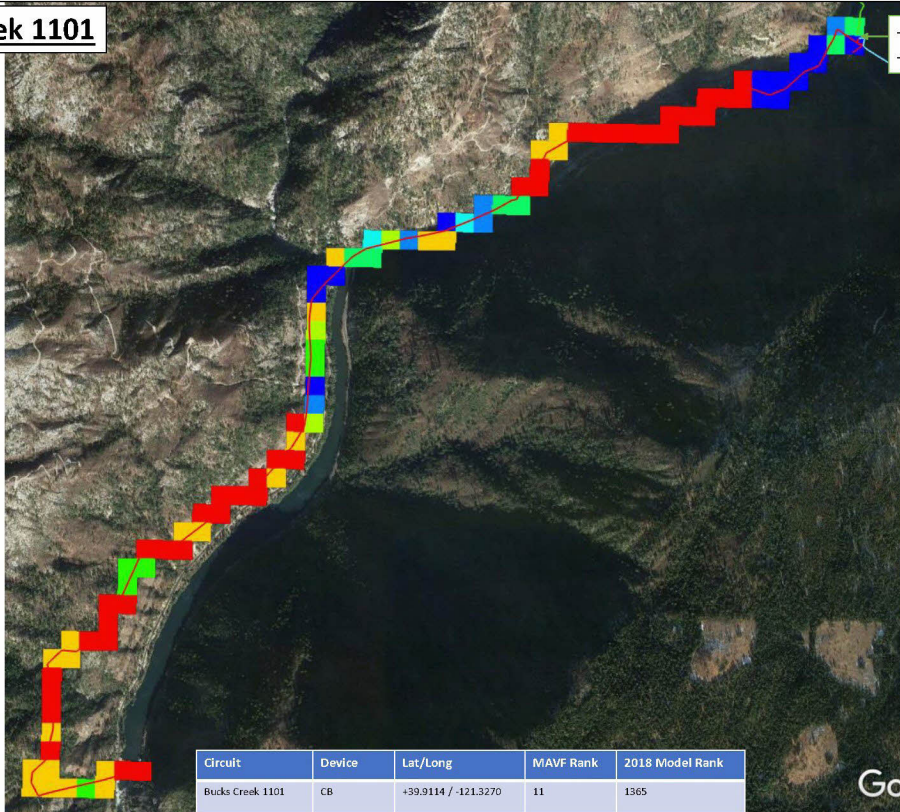 ek 1101
Circuit Device Lat/Long MAVF Rank 2018 Model Rank
Bucks Creek 1101 CB +39.9114 / -121.3270 11 1365
Go